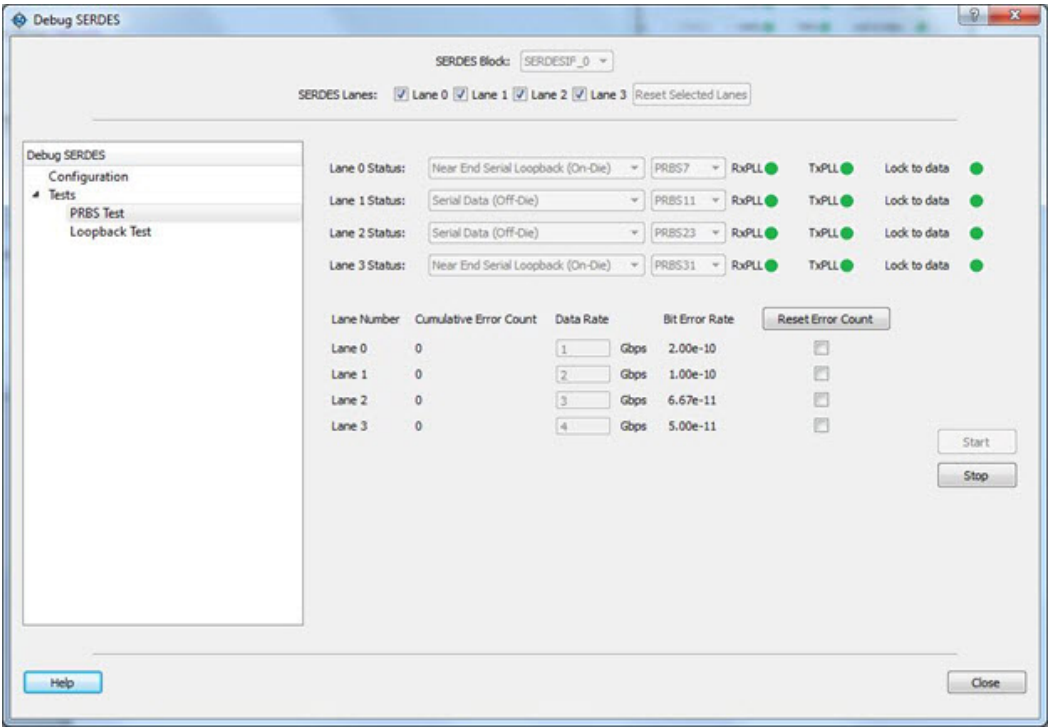 Debug SERDES
SERDES Block: SERDESIF_0
SERDES Lanes: Lane 0 Lane 1 Lane 2 Lane 3 Reset Selected Lanes
Debug SERDES
Configuration
Tests
PRBS Test
Loopback Test
Lane 0 Status: Near End Serial Loopback (On-Die) PRBS7 RxPLL TxPLL Lock to data
Lane 1 Status: Serial Data (Off-Die) PRBS11 RxPLL TxPLL Lock to data
Lane 2 Status: Serial Data (Off-Die) PRBS23 RxPLL TxPLL Lock to data
Lane 3 Status: Near End Serial Loopback (On-Die) PRBS31 RxPLL TxPLL Lock to data
Lane Number Cumulative Error Count Data Rate Bit Error Rate Reset Error Count
Lane 0 0 1 Gbps 2.00e-10
Lane 1 0 2 Gbps 1.00e-10
Lane 2 0 3 Gbps 6.67e-11
Lane 3 0 4 Gbps 5.00e-11
Start
Stop
Help
Close